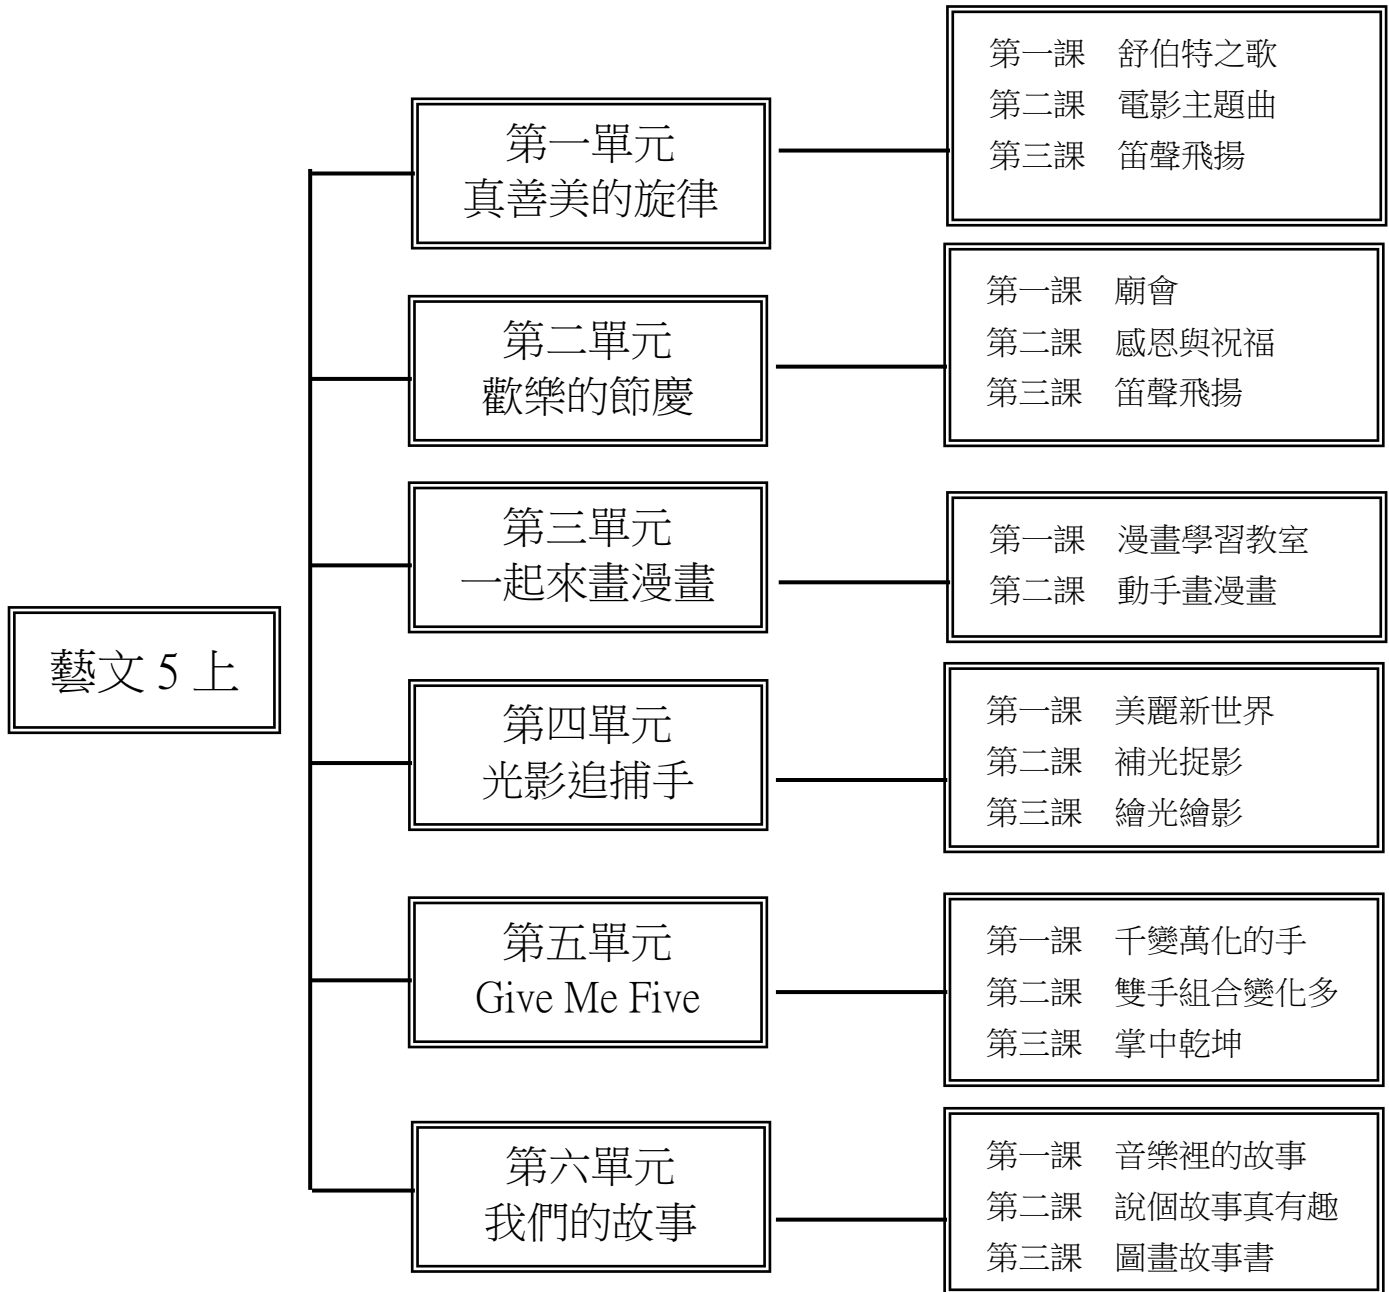 藝文 5 上
第一單元
真善美的旋律
第一課　舒伯特之歌
第二課　電影主題曲
第三課　笛聲飛揚
第二單元
歡樂的節慶
第一課　廟會
第二課　感恩與祝福
第三課　笛聲飛揚
第三單元
一起來畫漫畫
第一課　漫畫學習教室
第二課　動手畫漫畫
第四單元
光影追捕手
第一課　美麗新世界
第二課　補光捉影
第三課　繪光繪影
第五單元
Give Me Five
第一課　千變萬化的手
第二課　雙手組合變化多
第三課　掌中乾坤
第六單元
我們的故事
第一課　音樂裡的故事
第二課　說個故事真有趣
第三課　圖畫故事書